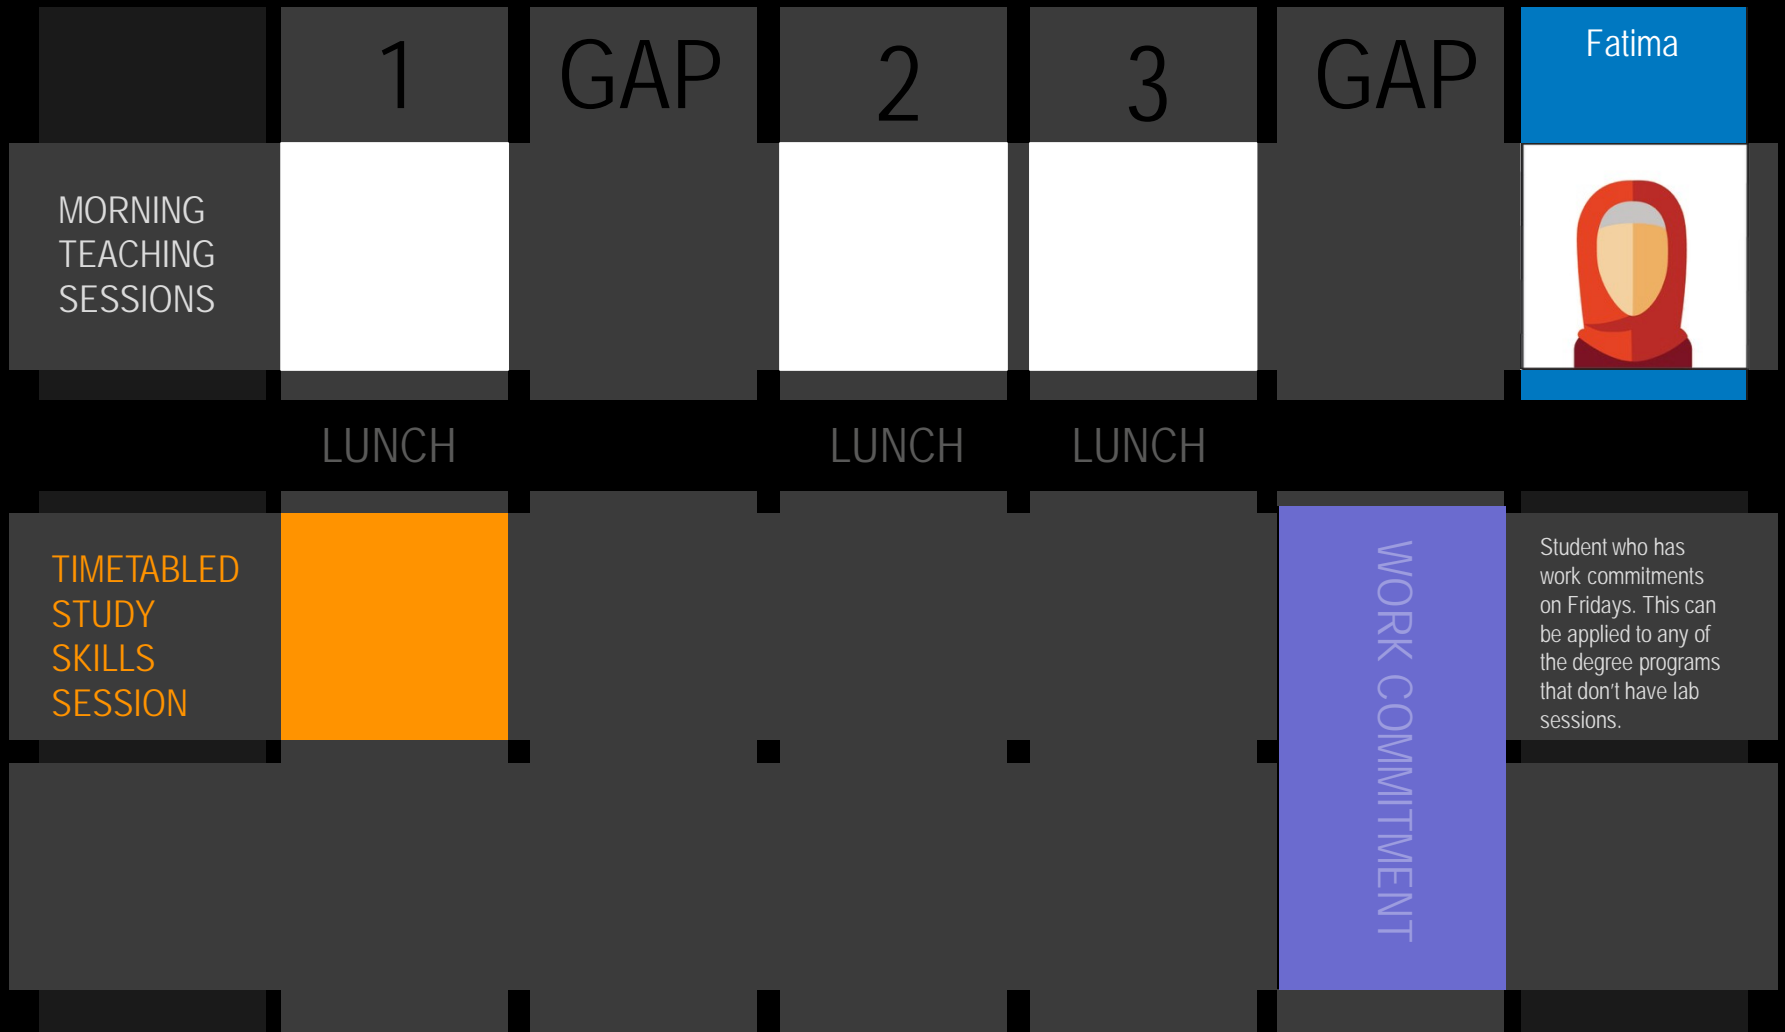 1
GAP
2
3
GAP
Fatima
MORNING
TEACHING
SESSIONS
LUNCH
LUNCH
LUNCH
TIMETABLED
STUDY
SKILLS
SESSION
WORK COMMITMENT
Student who has
work commitments
on Fridays. This can
be applied to any of
the degree programs
that don't have lab
sessions.